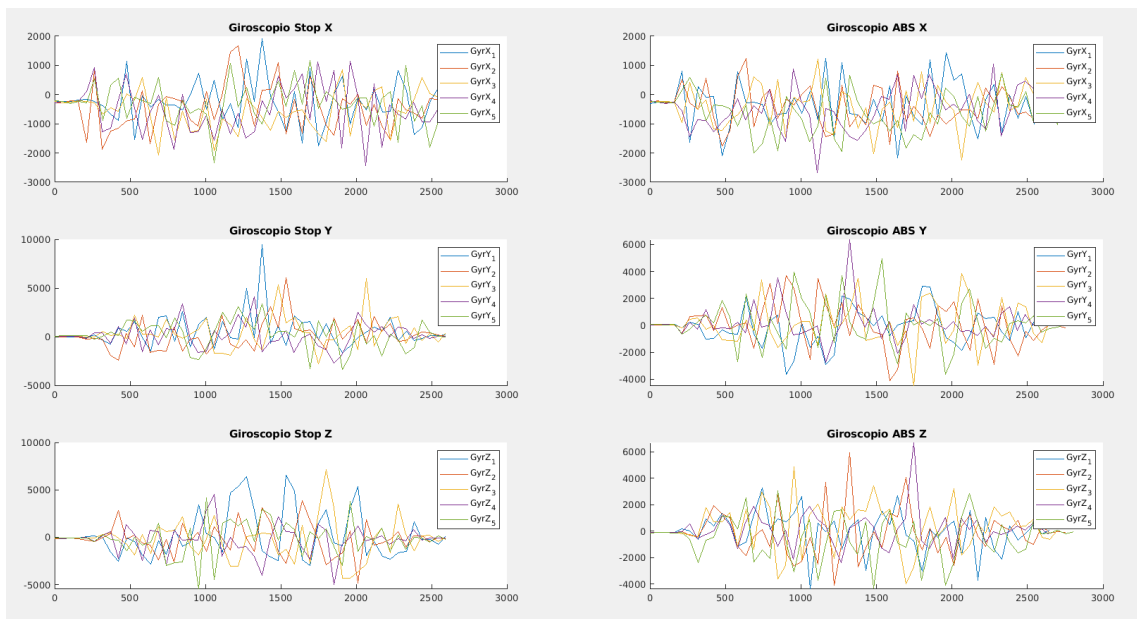 Giroscopio Stop X
2000
1000
0
-1000
-2000
-3000
0 500 1000 1500 2000 2500 3000
GyrX1
GyrX2
GyrX3
GyrX4
GyrX5
Giroscopio ABS X
2000
1000
0
-1000
-2000
-3000
0 500 1000 1500 2000 2500 3000
GyrX1
GyrX2
GyrX3
GyrX4
GyrX5
Giroscopio Stop Y
10000
5000
0
-5000
0 500 1000 1500 2000 2500 3000
GyrY1
GyrY2
GyrY3
GyrY4
GyrY5
Giroscopio ABS Y
6000
4000
2000
0
-2000
-4000
0 500 1000 1500 2000 2500 3000
GyrY1
GyrY2
GyrY3
GyrY4
GyrY5
Giroscopio Stop Z
10000
5000
0
-5000
0 500 1000 1500 2000 2500 3000
GyrZ1
GyrZ2
GyrZ3
GyrZ4
GyrZ5
Giroscopio ABS Z
6000
4000
2000
0
-2000
-4000
0 500 1000 1500 2000 2500 3000
GyrZ1
GyrZ2
GyrZ3
GyrZ4
GyrZ5